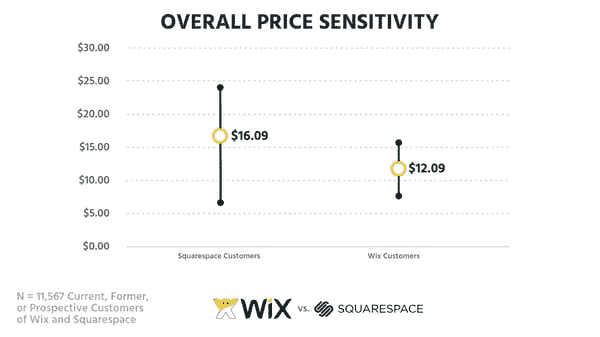 OVERALL PRICE SENSITIVITY
$30.00
$25.00
$20.00
$15.00
$10.00
$5.00
$0.00
$16.09
$12.09
Squarespace Customers
Wix Customers
N = 11,567 Current, Former,
or Prospective Customers
of Wix and Squarespace
WiX vs. SQUARESPACE